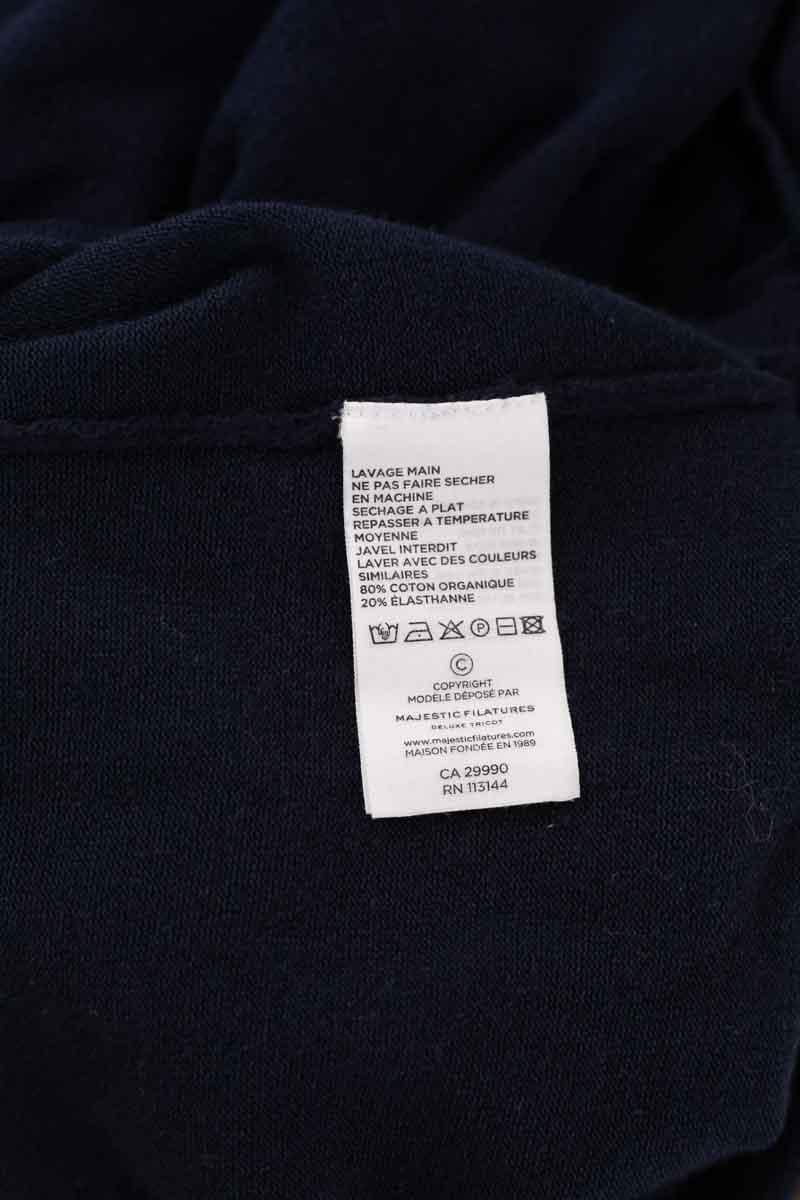 LAVAGE MAIN
NE PAS FAIRE SECHER
EN MACHINE
SECHAGE A PLAT
REPASSER A TEMPERATURE
MOYENNE
JAVEL INTERDIT
LAVER AVEC DES COULEURS
SIMILAIRES
80% COTON ORGANIQUE
20% ÉLASTHANNE
P
©
COPYRIGHT
MODÈLE DÉPOSÉ PAR
MAJESTIC FILATURES
DELUXE TRICOT
www.majesticfilatures.com
MAISON FONDÉE EN 1989
CA 29990
RN 113144